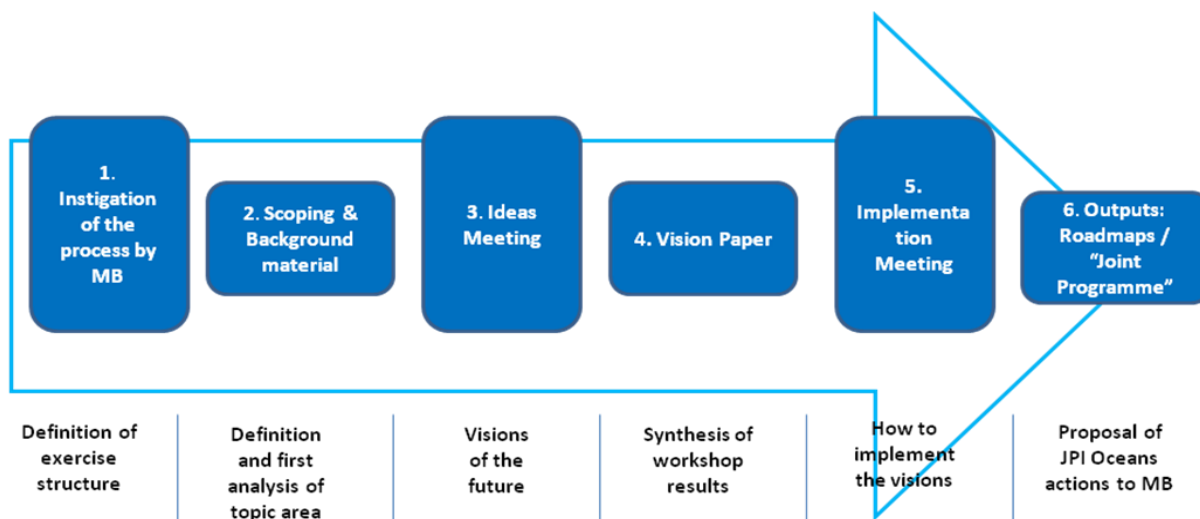 1.
Instigation
of the
process by
MB
2. Scoping &
Background
material
3. Ideas
Meeting
4. Vision Paper
5.
Implementa
tion
Meeting
6. Outputs:
Roadmaps /
“Joint
Programme”
Definition of
exercise
structure
Definition
and first
analysis of
topic area
Visions
of the
future
Synthesis of
workshop
results
How to
implement
the visions
Proposal of
JPI Oceans
actions to MB